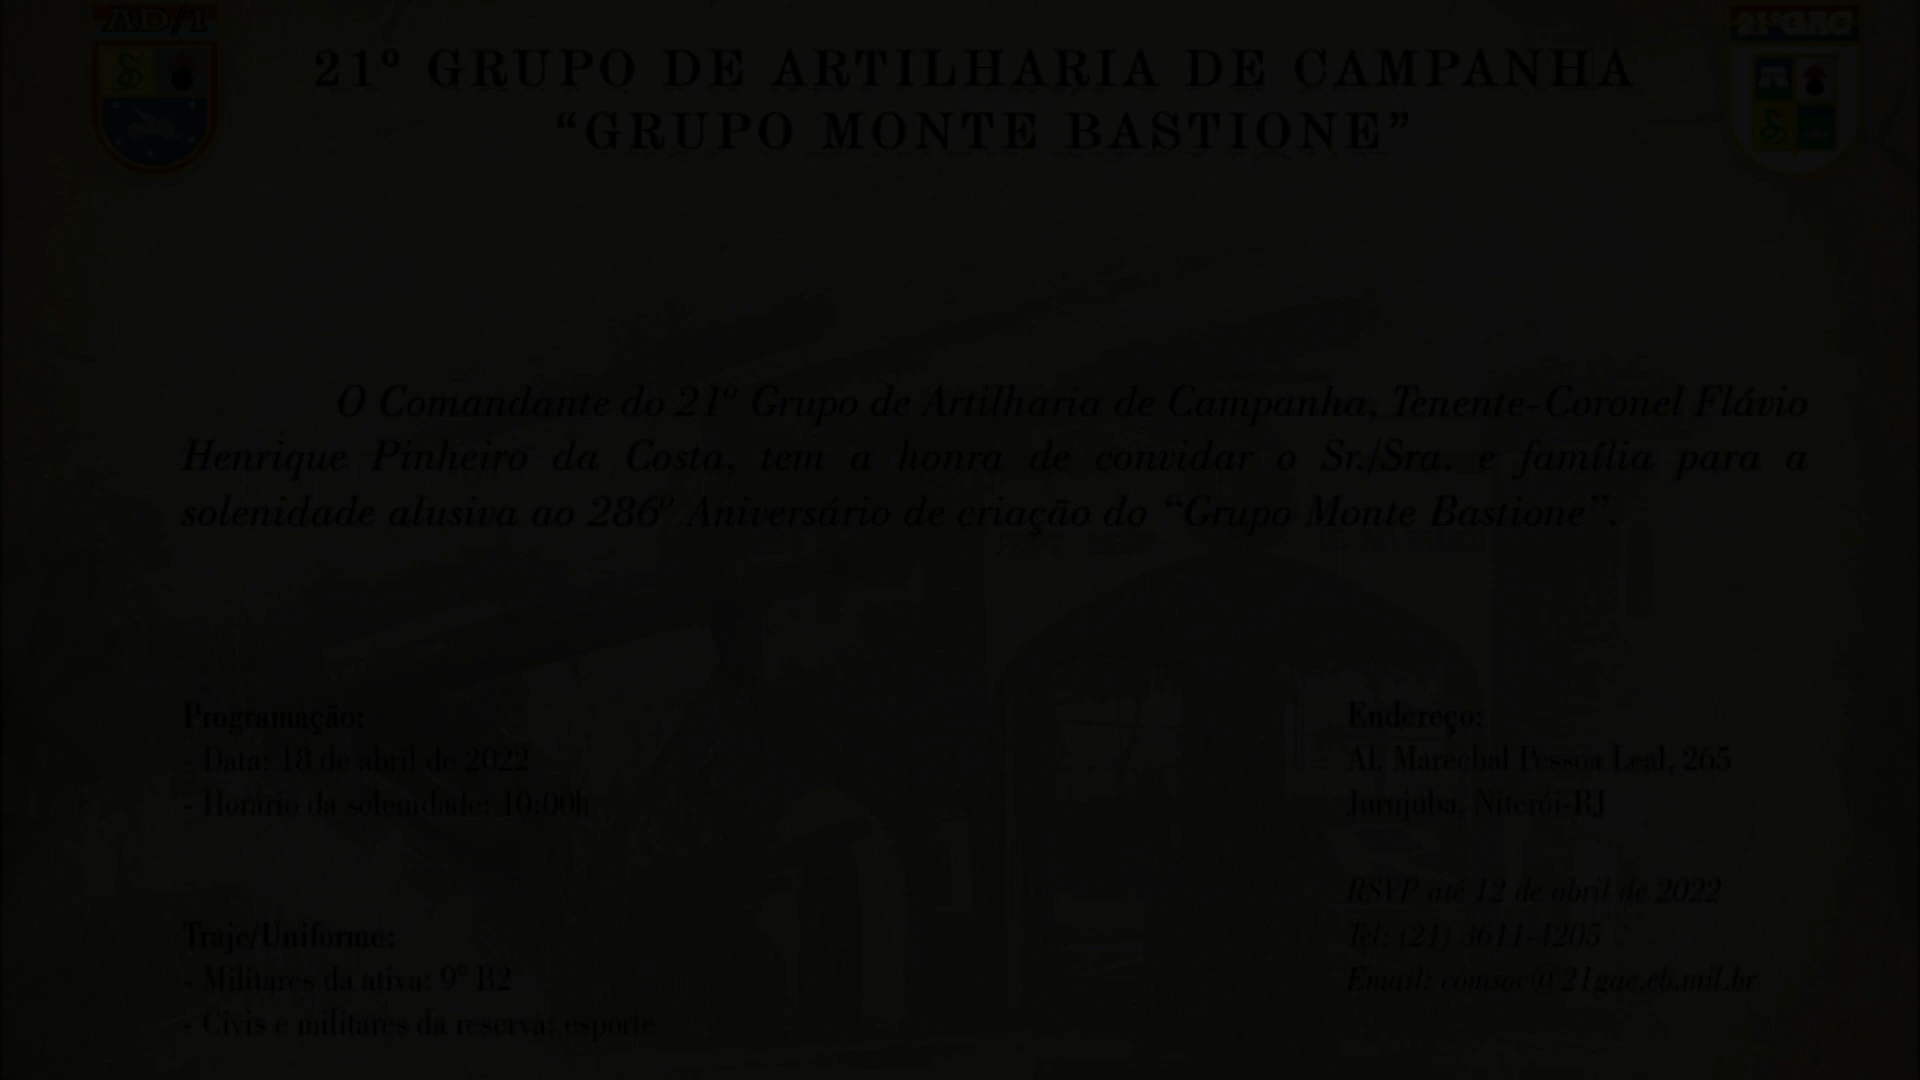 AD/1
21ºGAC
21º GRUPO DE ARTILHARIA DE CAMPANHA
“GRUPO MONTE BASTIONE”
O Comandante do 21º Grupo de Artilharia de Campanha, Tenente-Coronel Flávio
Henrique Pinheiro da Costa, tem a honra de convidar o Sr./Sra. e família para a
solenidade alusiva ao 286º Aniversário de criação do “Grupo Monte Bastione”.
Programação:
- Data: 18 de abril de 2022
- Horário da solenidade: 10:00h
Traje/Uniforme:
- Militares da ativa: 9º B2
- Civis e militares da reserva: esporte
Endereço:
Al. Marechal Pessoa Leal, 265
Jurujuba, Niterói-RJ
RSVP até 12 de abril de 2022
Tel: (21) 3611-4205
Email: comsoc@21gac.eb.mil.br